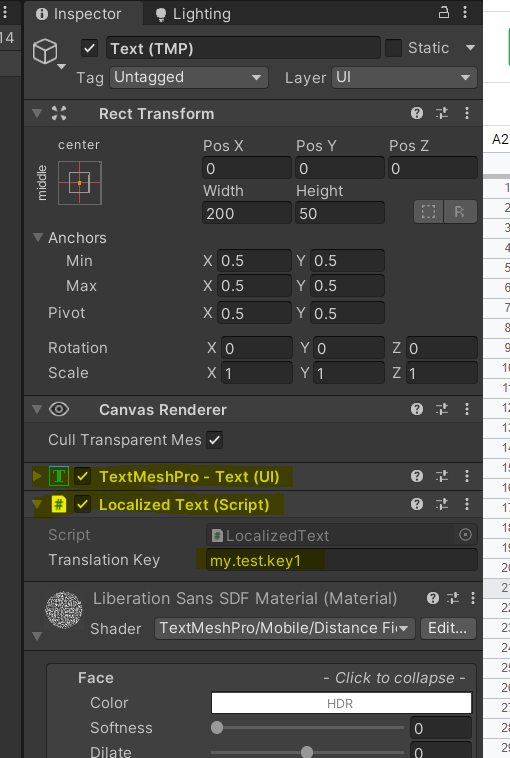 Inspector Lighting
14
Text (TMP) Static
Tag Untagged Layer UI
Rect Transform
center Pos X Pos Y Pos Z
middle 0 0 0
Width Height
200 50 R
Anchors
Min X 0.5 Y 0.5
Max X 0.5 Y 0.5
Pivot X 0.5 Y 0.5
Rotation X 0 Y 0 Z 0
Scale X 1 Y 1 Z 1
Canvas Renderer
Cull Transparent Mes
TextMeshPro - Text (UI)
Localized Text (Script)
Script # LocalizedText
Translation Key my.test.key1
Liberation Sans SDF Material (Material)
Shader TextMeshPro/Mobile/Distance Fi Edit...
Face - Click to collapse -
Color HDR
Softness 0
Dilate 0
A2
1
2
3
4
5
6
7
8
9
10
11
12
13
14
15
16
17
18
19
20
21
22
23
24
25
26
27
28
29